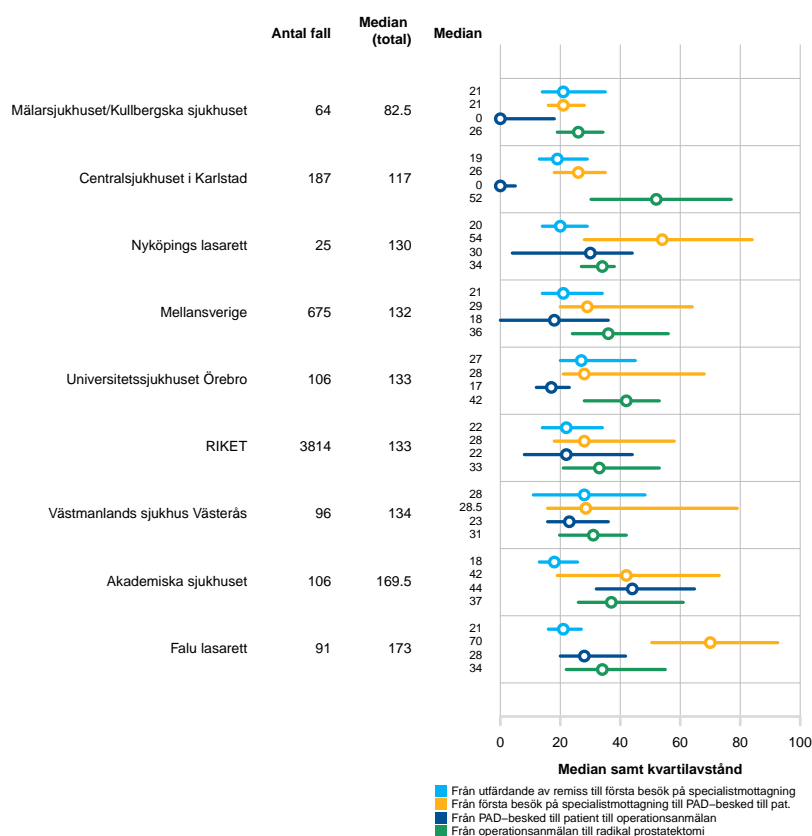 Antal fall
Median
(total)
Median
Mälarsjukhuset/Kullbergska sjukhuset 64 82.5
21
21
0
26
Centralsjukhuset i Karlstad 187 117
19
26
0
52
Nyköpings lasarett 25 130
20
54
30
34
Mellansverige 675 132
21
29
18
36
Universitetssjukhuset Örebro 106 133
27
28
17
42
RIKET 3814 133
22
28
22
33
Västmanlands sjukhus Västerås 96 134
28
28.5
23
31
Akademiska sjukhuset 106 169.5
18
42
44
37
Falu lasarett 91 173
21
70
28
34
0 20 40 60 80 100
Median samt kvartilavstånd
Från utfärdande av remiss till första besök på specialistmottagning
Från första besök på specialistmottagning till PAD−besked till pat.
Från PAD−besked till patient till operationsanmälan
Från operationsanmälan till radikal prostatektomi